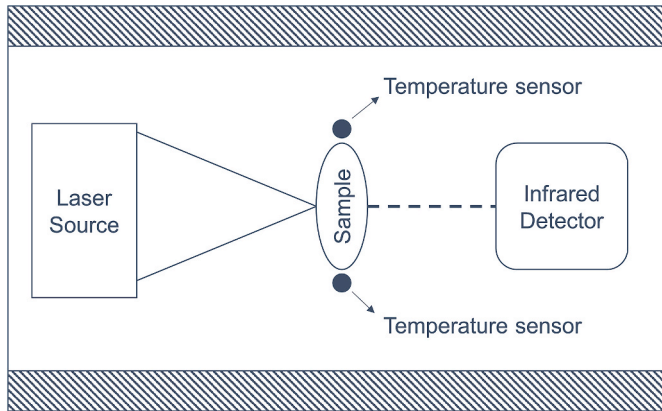 Temperature sensor
Laser
Source
Sample
Infrared
Detector
Temperature sensor